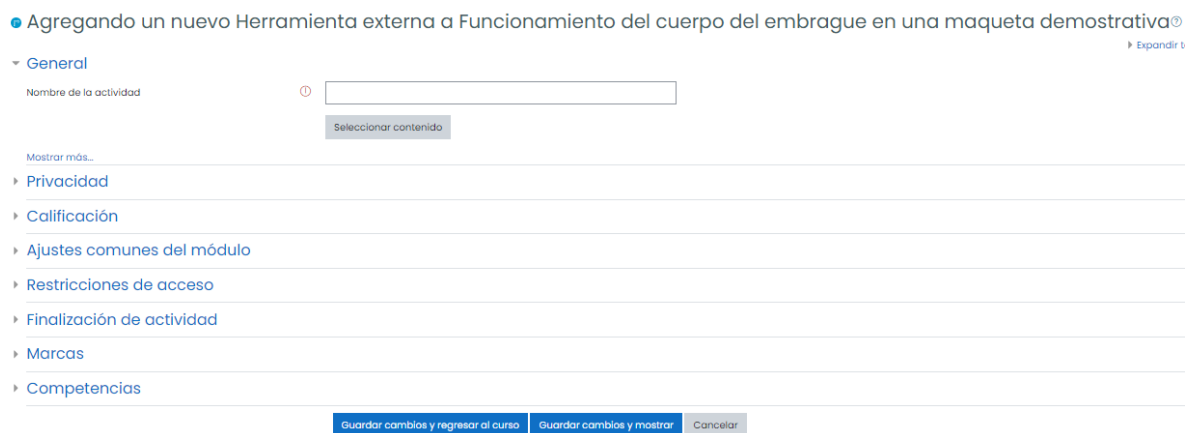 Agregando un nuevo Herramienta externa a Funcionamiento del cuerpo del embrague en una maqueta demostrativa
Expandir t
General
Nombre de la actividad
Seleccionar contenido
Mostrar más...
Privacidad
Calificación
Ajustes comunes del módulo
Restricciones de acceso
Finalización de actividad
Marcas
Competencias
Guardar cambios y regresar al curso Guardar cambios y mostrar Cancelar